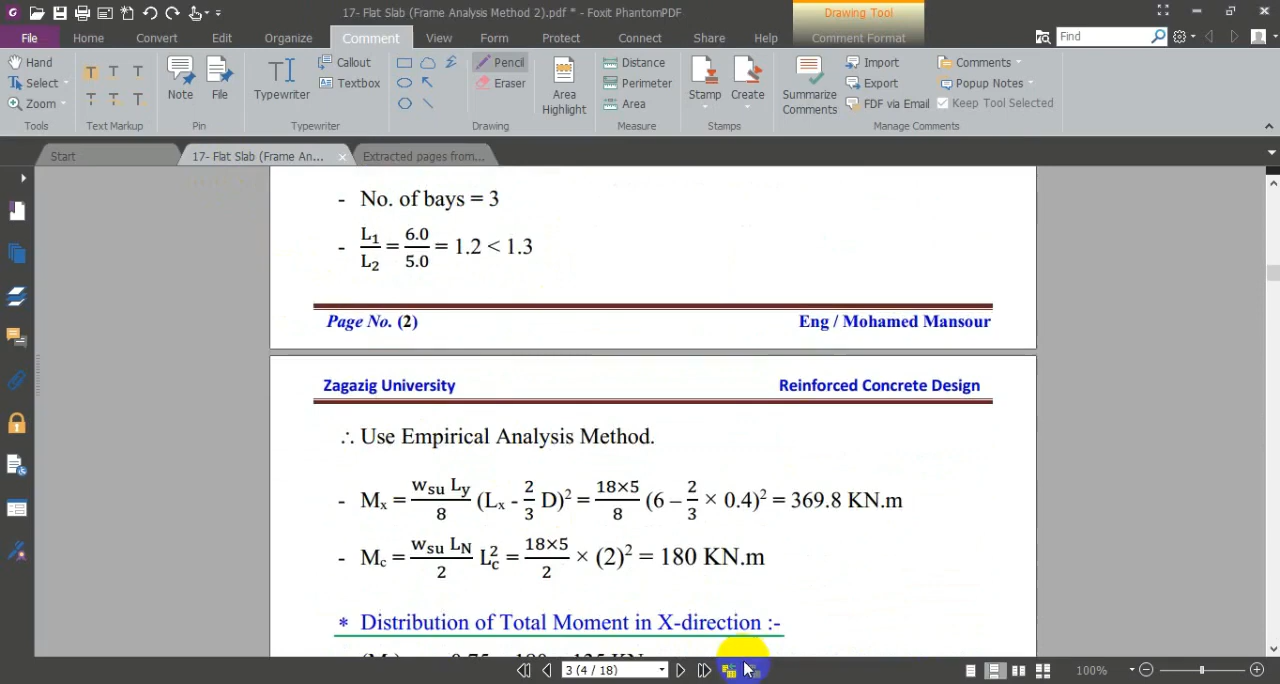 17- Flat Slab (Frame Analysis Method 2).pdf * - Foxit PhantomPDF
Drawing Tool
File Home Convert Edit Organize Comment View Form Protect Connect Share Help Comment Format Find
Hand Select Zoom Tools
Text Markup
Note File Pin
Typewriter Callout Textbox Typewriter
Pencil Eraser Area Highlight Drawing
Distance Perimeter Area Measure
Stamp Create Stamps
Summarize Comments Import Export FDF via Email Comments Popup Notes Keep Tool Selected Manage Comments
Start 17- Flat Slab (Frame An... Extracted pages from...
- No. of bays = 3
- L1/L2 = 6.0/5.0 = 1.2 < 1.3
Page No. (2) Eng / Mohamed Mansour
Zagazig University Reinforced Concrete Design
∴ Use Empirical Analysis Method.
- Mx = wsu Ly/8 (Lx - 2/3 D)² = 18×5/8 (6 – 2/3 × 0.4)² = 369.8 KN.m
- Mc = wsu LN/2 Lc² = 18×5/2 × (2)² = 180 KN.m
* Distribution of Total Moment in X-direction :-
3 (4 / 18) 100%